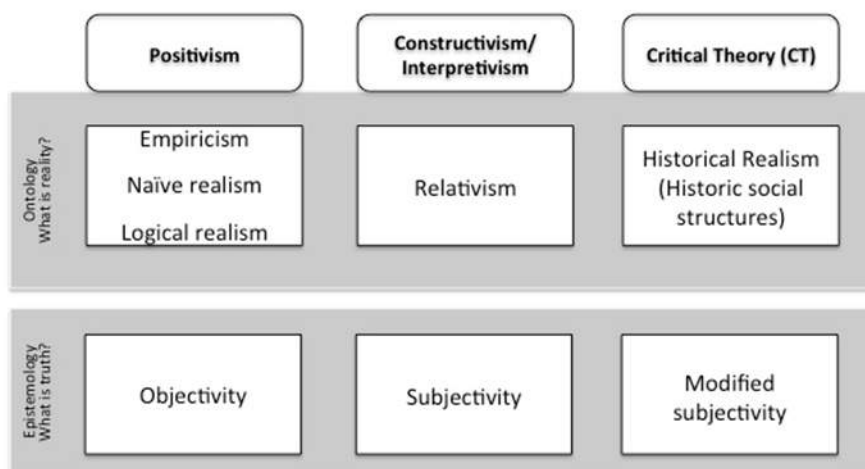 Positivism
Constructivism/
Interpretivism
Critical Theory (CT)
Ontology
What is reality?
Empiricism
Naïve realism
Logical realism
Relativism
Historical Realism
(Historic social
structures)
Epistemology
What is truth?
Objectivity
Subjectivity
Modified
subjectivity